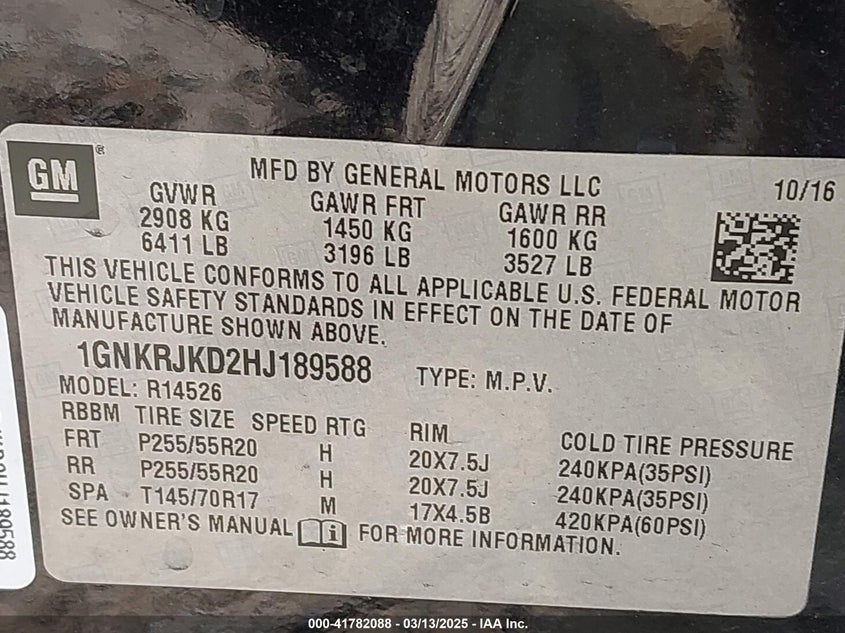 GM
MFD BY GENERAL MOTORS LLC
10/16
GVWR GAWR FRT GAWR RR
2908 KG 1450 KG 1600 KG
6411 LB 3196 LB 3527 LB
THIS VEHICLE CONFORMS TO ALL APPLICABLE U.S. FEDERAL MOTOR
VEHICLE SAFETY STANDARDS IN EFFECT ON THE DATE OF
MANUFACTURE SHOWN ABOVE.
1GNKRJKD2HJ189588 TYPE: M.P.V.
MODEL: R14526
RBBM TIRE SIZE SPEED RTG RIM COLD TIRE PRESSURE
FRT P255/55R20 H 20X7.5J 240KPA(35PSI)
RR P255/55R20 H 20X7.5J 240KPA(35PSI)
SPA T145/70R17 M 17X4.5B 420KPA(60PSI)
SEE OWNER'S MANUAL i FOR MORE INFORMATION.
000-41782088 - 03/13/2025 - IAA Inc.